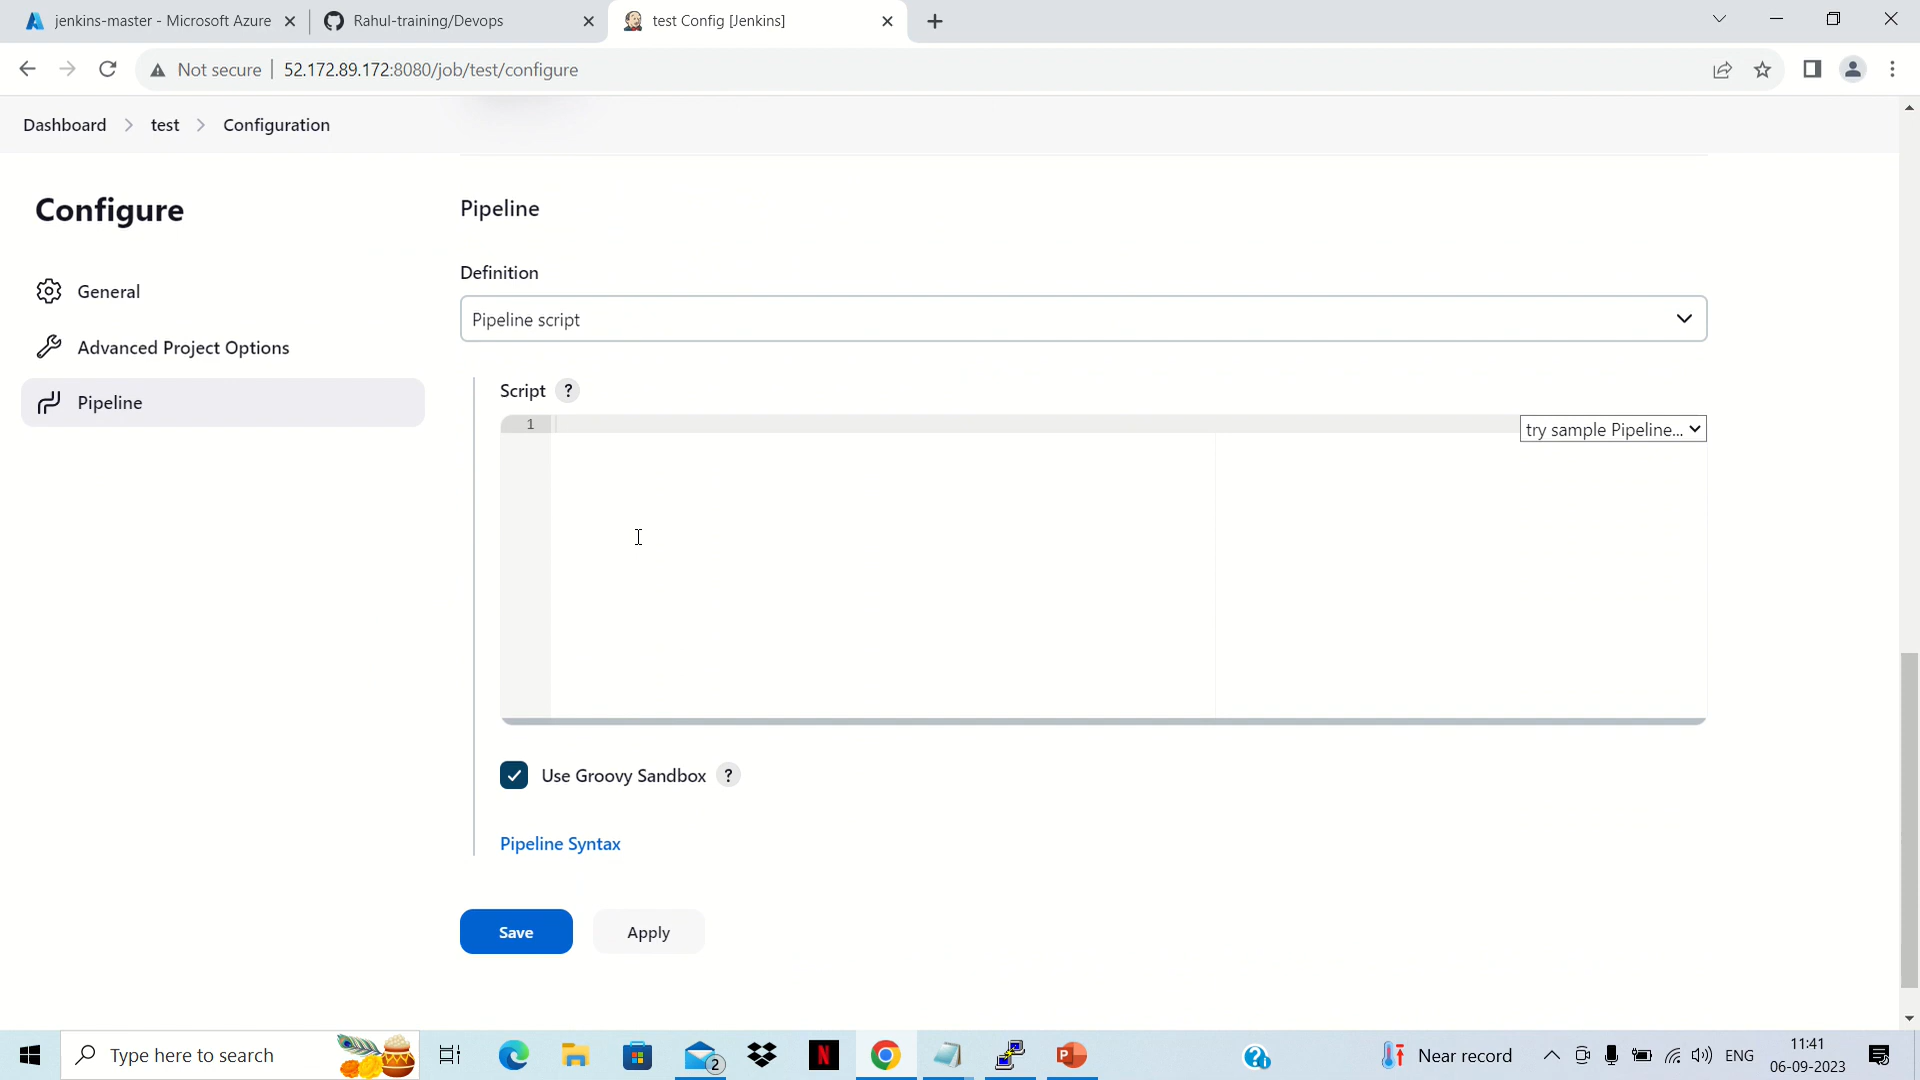 jenkins-master - Microsoft Azure
Rahul-training/Devops
test Config [Jenkins]
Not secure
52.172.89.172:8080/job/test/configure
Dashboard > test > Configuration
Configure
General
Advanced Project Options
Pipeline
Pipeline
Definition
Pipeline script
Script ?
1
try sample Pipeline...
Use Groovy Sandbox ?
Pipeline Syntax
Save
Apply
Type here to search
2
Near record
ENG
11:41
06-09-2023